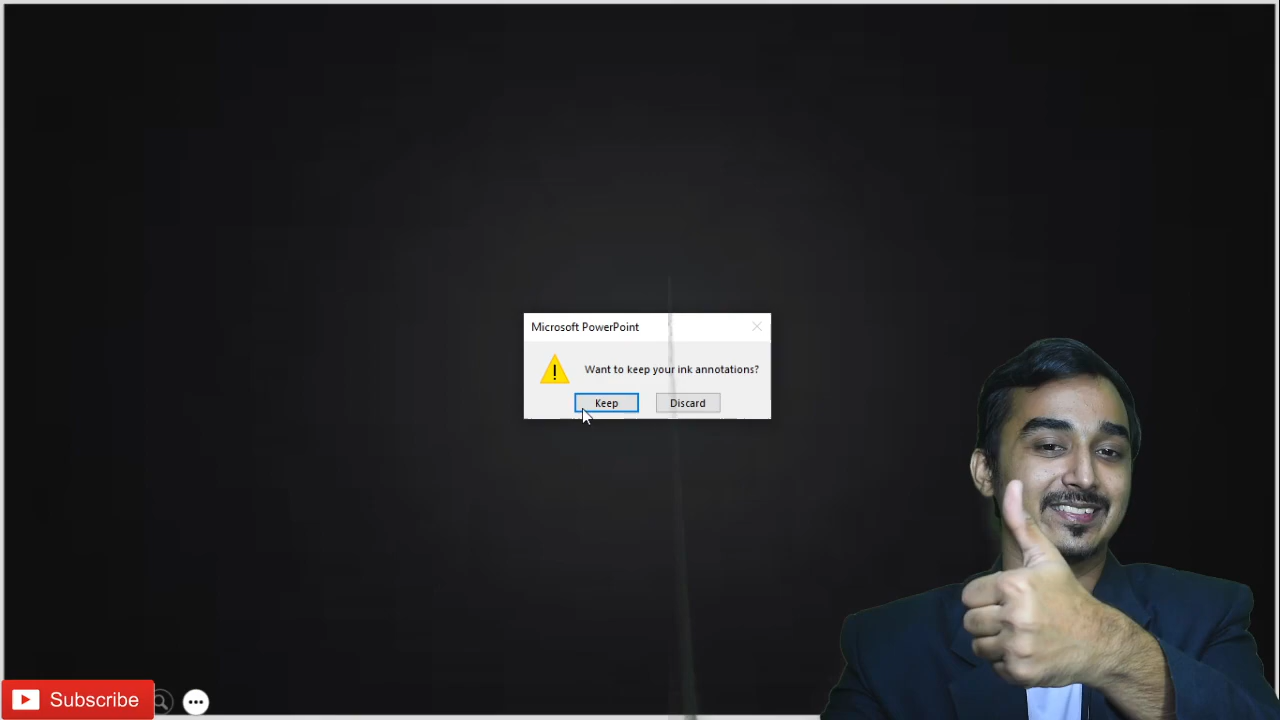 Microsoft PowerPoint
Want to keep your ink annotations?
Keep
Discard
Subscribe